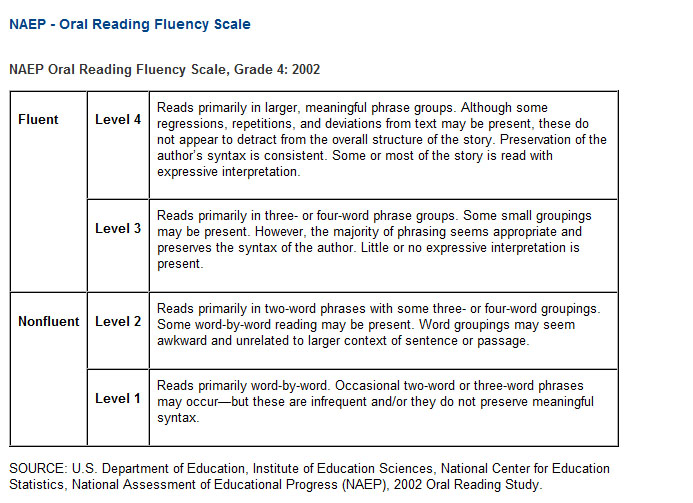 NAEP - Oral Reading Fluency Scale
NAEP Oral Reading Fluency Scale, Grade 4: 2002
Fluent
Level 4
Reads primarily in larger, meaningful phrase groups. Although some
regressions, repetitions, and deviations from text may be present, these do
not appear to detract from the overall structure of the story. Preservation of the
author's syntax is consistent. Some or most of the story is read with
expressive interpretation.
Level 3
Reads primarily in three- or four-word phrase groups. Some small groupings
may be present. However, the majority of phrasing seems appropriate and
preserves the syntax of the author. Little or no expressive interpretation is
present.
Nonfluent
Level 2
Reads primarily in two-word phrases with some three- or four-word groupings.
Some word-by-word reading may be present. Word groupings may seem
awkward and unrelated to larger context of sentence or passage.
Level 1
Reads primarily word-by-word. Occasional two-word or three-word phrases
may occur—but these are infrequent and/or they do not preserve meaningful
syntax.
SOURCE: U.S. Department of Education, Institute of Education Sciences, National Center for Education
Statistics, National Assessment of Educational Progress (NAEP), 2002 Oral Reading Study.